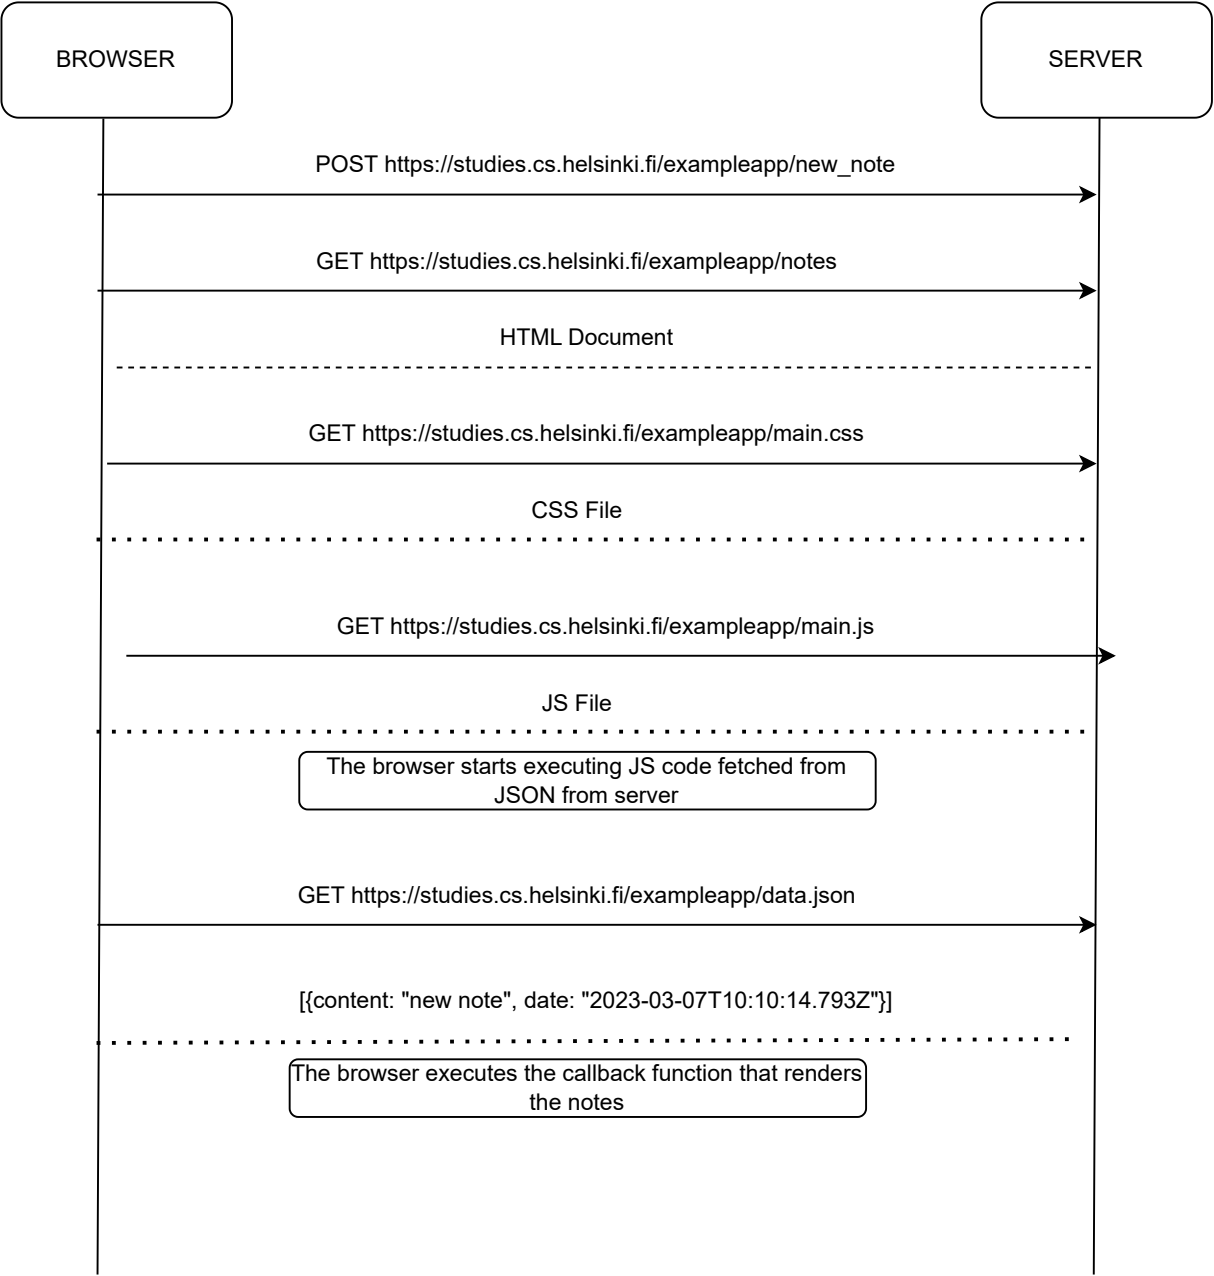 BROWSER
SERVER
POST https://studies.cs.helsinki.fi/exampleapp/new_note
GET https://studies.cs.helsinki.fi/exampleapp/notes
HTML Document
GET https://studies.cs.helsinki.fi/exampleapp/main.css
CSS File
GET https://studies.cs.helsinki.fi/exampleapp/main.js
JS File
The browser starts executing JS code fetched from
JSON from server
GET https://studies.cs.helsinki.fi/exampleapp/data.json
[{content: "new note", date: "2023-03-07T10:10:14.793Z"}]
The browser executes the callback function that renders
the notes